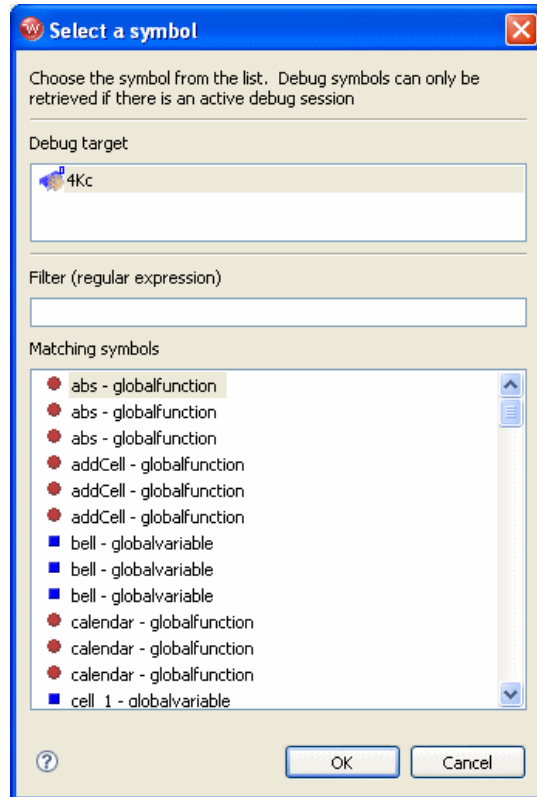 Select a symbol
Choose the symbol from the list. Debug symbols can only be
retrieved if there is an active debug session
Debug target
4Kc
Filter (regular expression)
Matching symbols
abs - globalfunction
abs - globalfunction
abs - globalfunction
addCell - globalfunction
addCell - globalfunction
addCell - globalfunction
bell - globalvariable
bell - globalvariable
bell - globalvariable
calendar - globalfunction
calendar - globalfunction
calendar - globalfunction
cell_1 - globalvariable
OK
Cancel